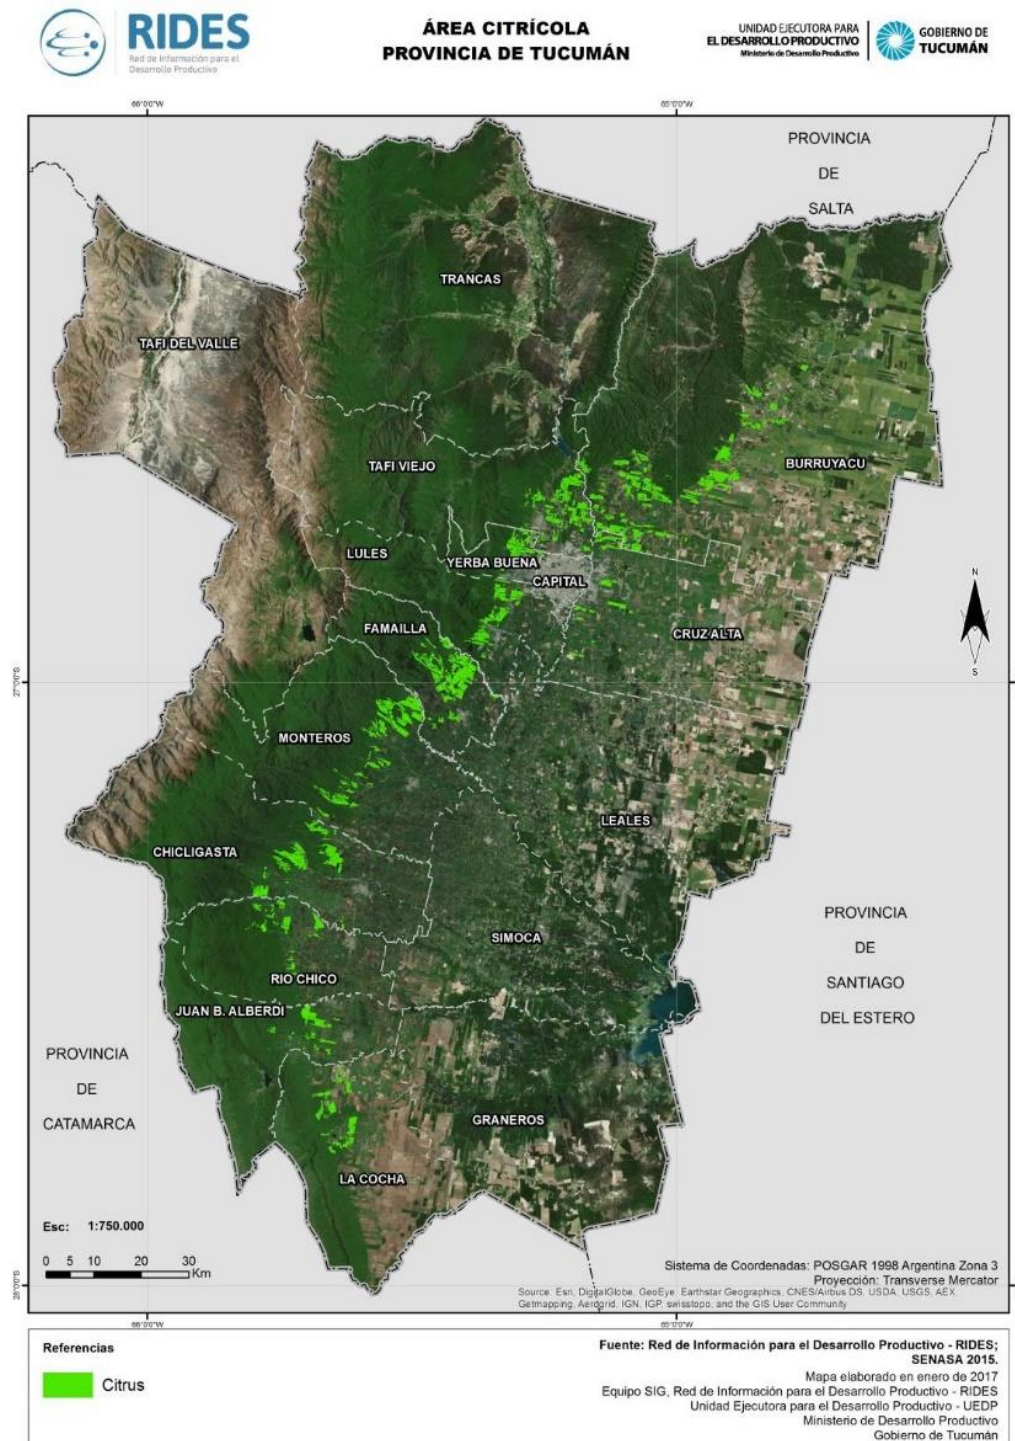 RIDES
Red de Información para el
Desarrollo Productivo
ÁREA CITRÍCOLA
PROVINCIA DE TUCUMÁN
UNIDAD EJECUTORA PARA
EL DESARROLLO PRODUCTIVO
Ministerio de Desarrollo Productivo
GOBIERNO DE
TUCUMÁN
66°0'0"W
65°0'0"W
PROVINCIA
DE
SALTA
TRANCAS
TAFI DEL VALLE
TAFI VIEJO
BURRUYACU
LULES
YERBA BUENA
CAPITAL
FAMAILLA
CRUZ ALTA
N
S
27°0'0"S
MONTEROS
LEALES
CHICLIGASTA
PROVINCIA
DE
SANTIAGO
DEL ESTERO
SIMOCA
RIO CHICO
JUAN B. ALBERDI
PROVINCIA
DE
CATAMARCA
GRANEROS
LA COCHA
Esc: 1:750.000
0 5 10 20 30
Km
Sistema de Coordenadas: POSGAR 1998 Argentina Zona 3
Proyección: Transverse Mercator
Source: Esri, DigitalGlobe, GeoEye, Earthstar Geographics, CNES/Airbus DS, USDA, USGS, AEX,
Getmapping, Aerogrid, IGN, IGP, swisstopo, and the GIS User Community
28°0'0"S
66°0'0"W
65°0'0"W
Referencias
Citrus
Fuente: Red de Información para el Desarrollo Productivo - RIDES;
SENASA 2015.
Mapa elaborado en enero de 2017
Equipo SIG, Red de Información para el Desarrollo Productivo - RIDES
Unidad Ejecutora para el Desarrollo Productivo - UEDP
Ministerio de Desarrollo Productivo
Gobierno de Tucumán